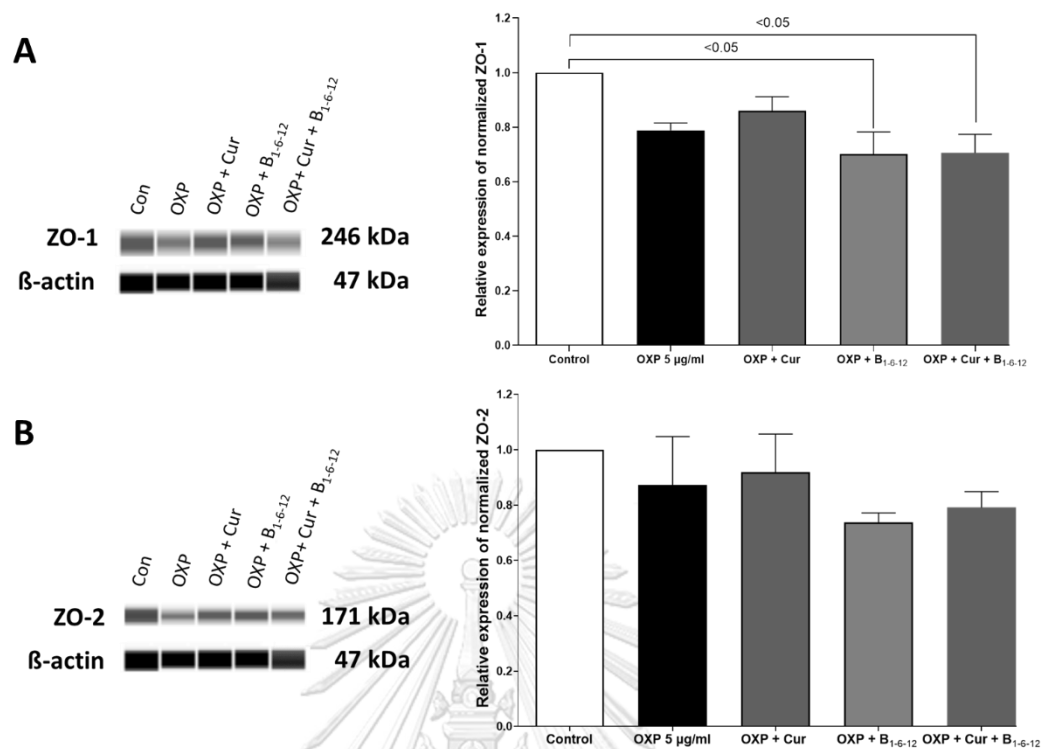 A
Con
OXP
OXP + Cur
OXP + B1-6-12
OXP+ Cur + B1-6-12
ZO-1
246 kDa
ß-actin
47 kDa
Relative expression of normalized ZO-1
1.2
1.0
0.8
0.6
0.4
0.2
0.0
<0.05
<0.05
Control
OXP 5 µg/ml
OXP + Cur
OXP + B1-6-12
OXP + Cur + B1-6-12
B
Con
OXP
OXP + Cur
OXP + B1-6-12
OXP+ Cur + B1-6-12
ZO-2
171 kDa
ß-actin
47 kDa
Relative expression of normalized ZO-2
1.2
1.0
0.8
0.6
0.4
0.2
0.0
Control
OXP 5 µg/ml
OXP + Cur
OXP + B1-6-12
OXP + Cur + B1-6-12